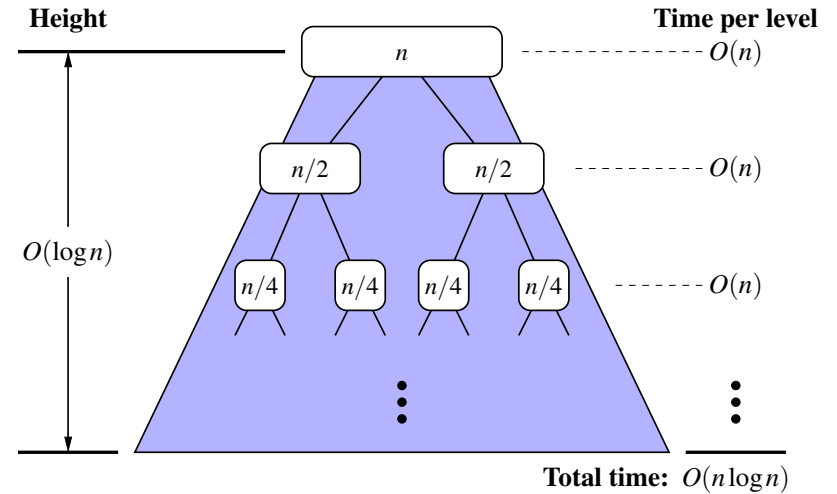 Height Time per level
n O(n)
n/2 n/2 O(n)
O(log n)
n/4 n/4 n/4 n/4 O(n)
Total time: O(n log n)